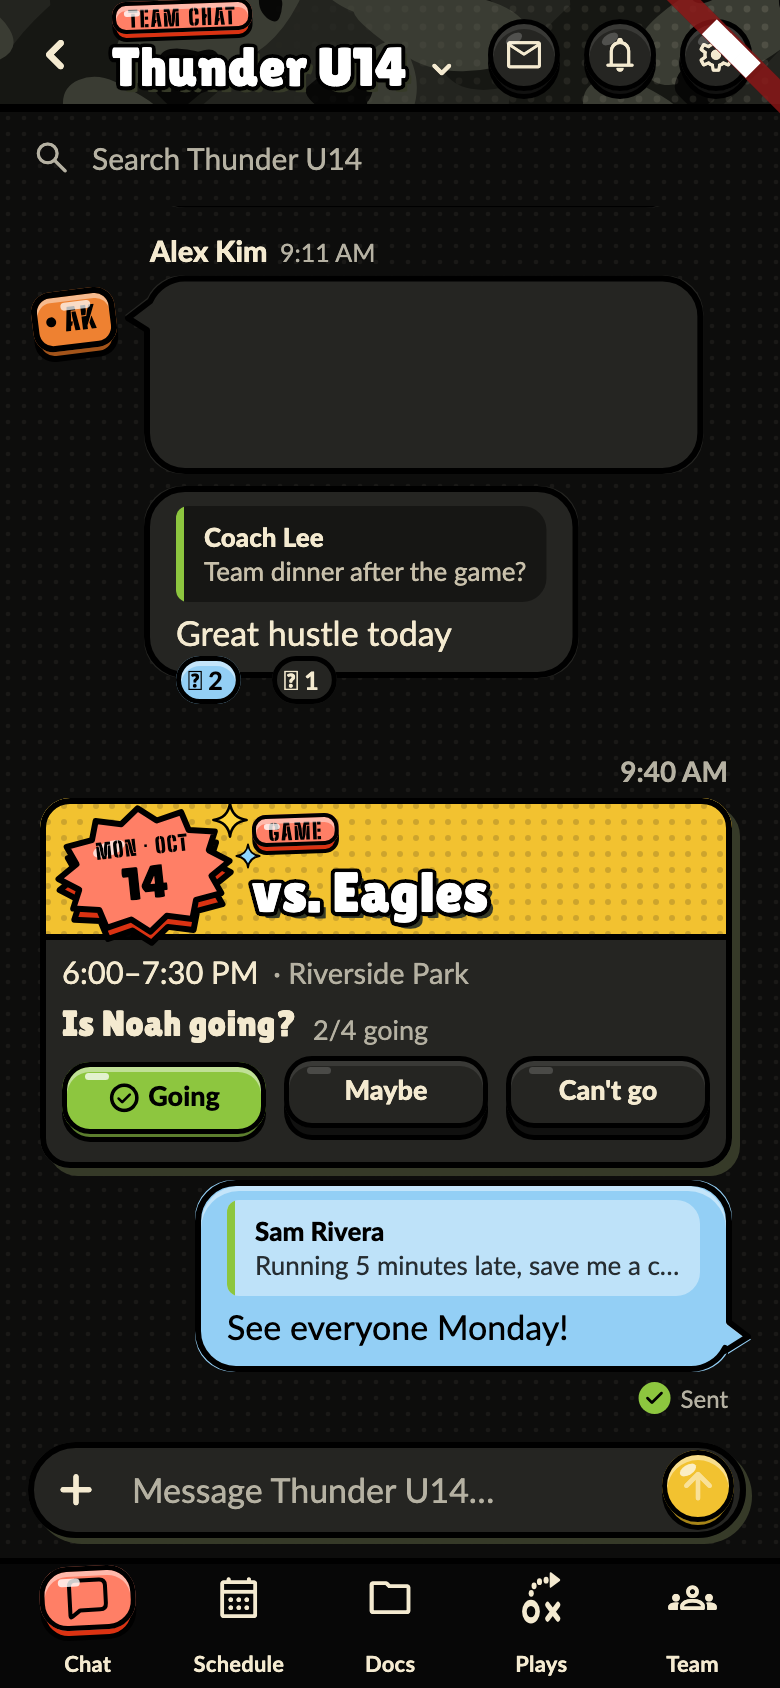 TEAM CHAT
Thunder U14
Search Thunder U14
Alex Kim 9:11 AM
AK
Coach Lee
Team dinner after the game?
Great hustle today
2
1
9:40 AM
MON · OCT
14
GAME
vs. Eagles
6:00–7:30 PM · Riverside Park
Is Noah going? 2/4 going
Going
Maybe
Can't go
Sam Rivera
Running 5 minutes late, save me a c...
See everyone Monday!
Sent
Message Thunder U14...
Chat
Schedule
Docs
Plays
Team